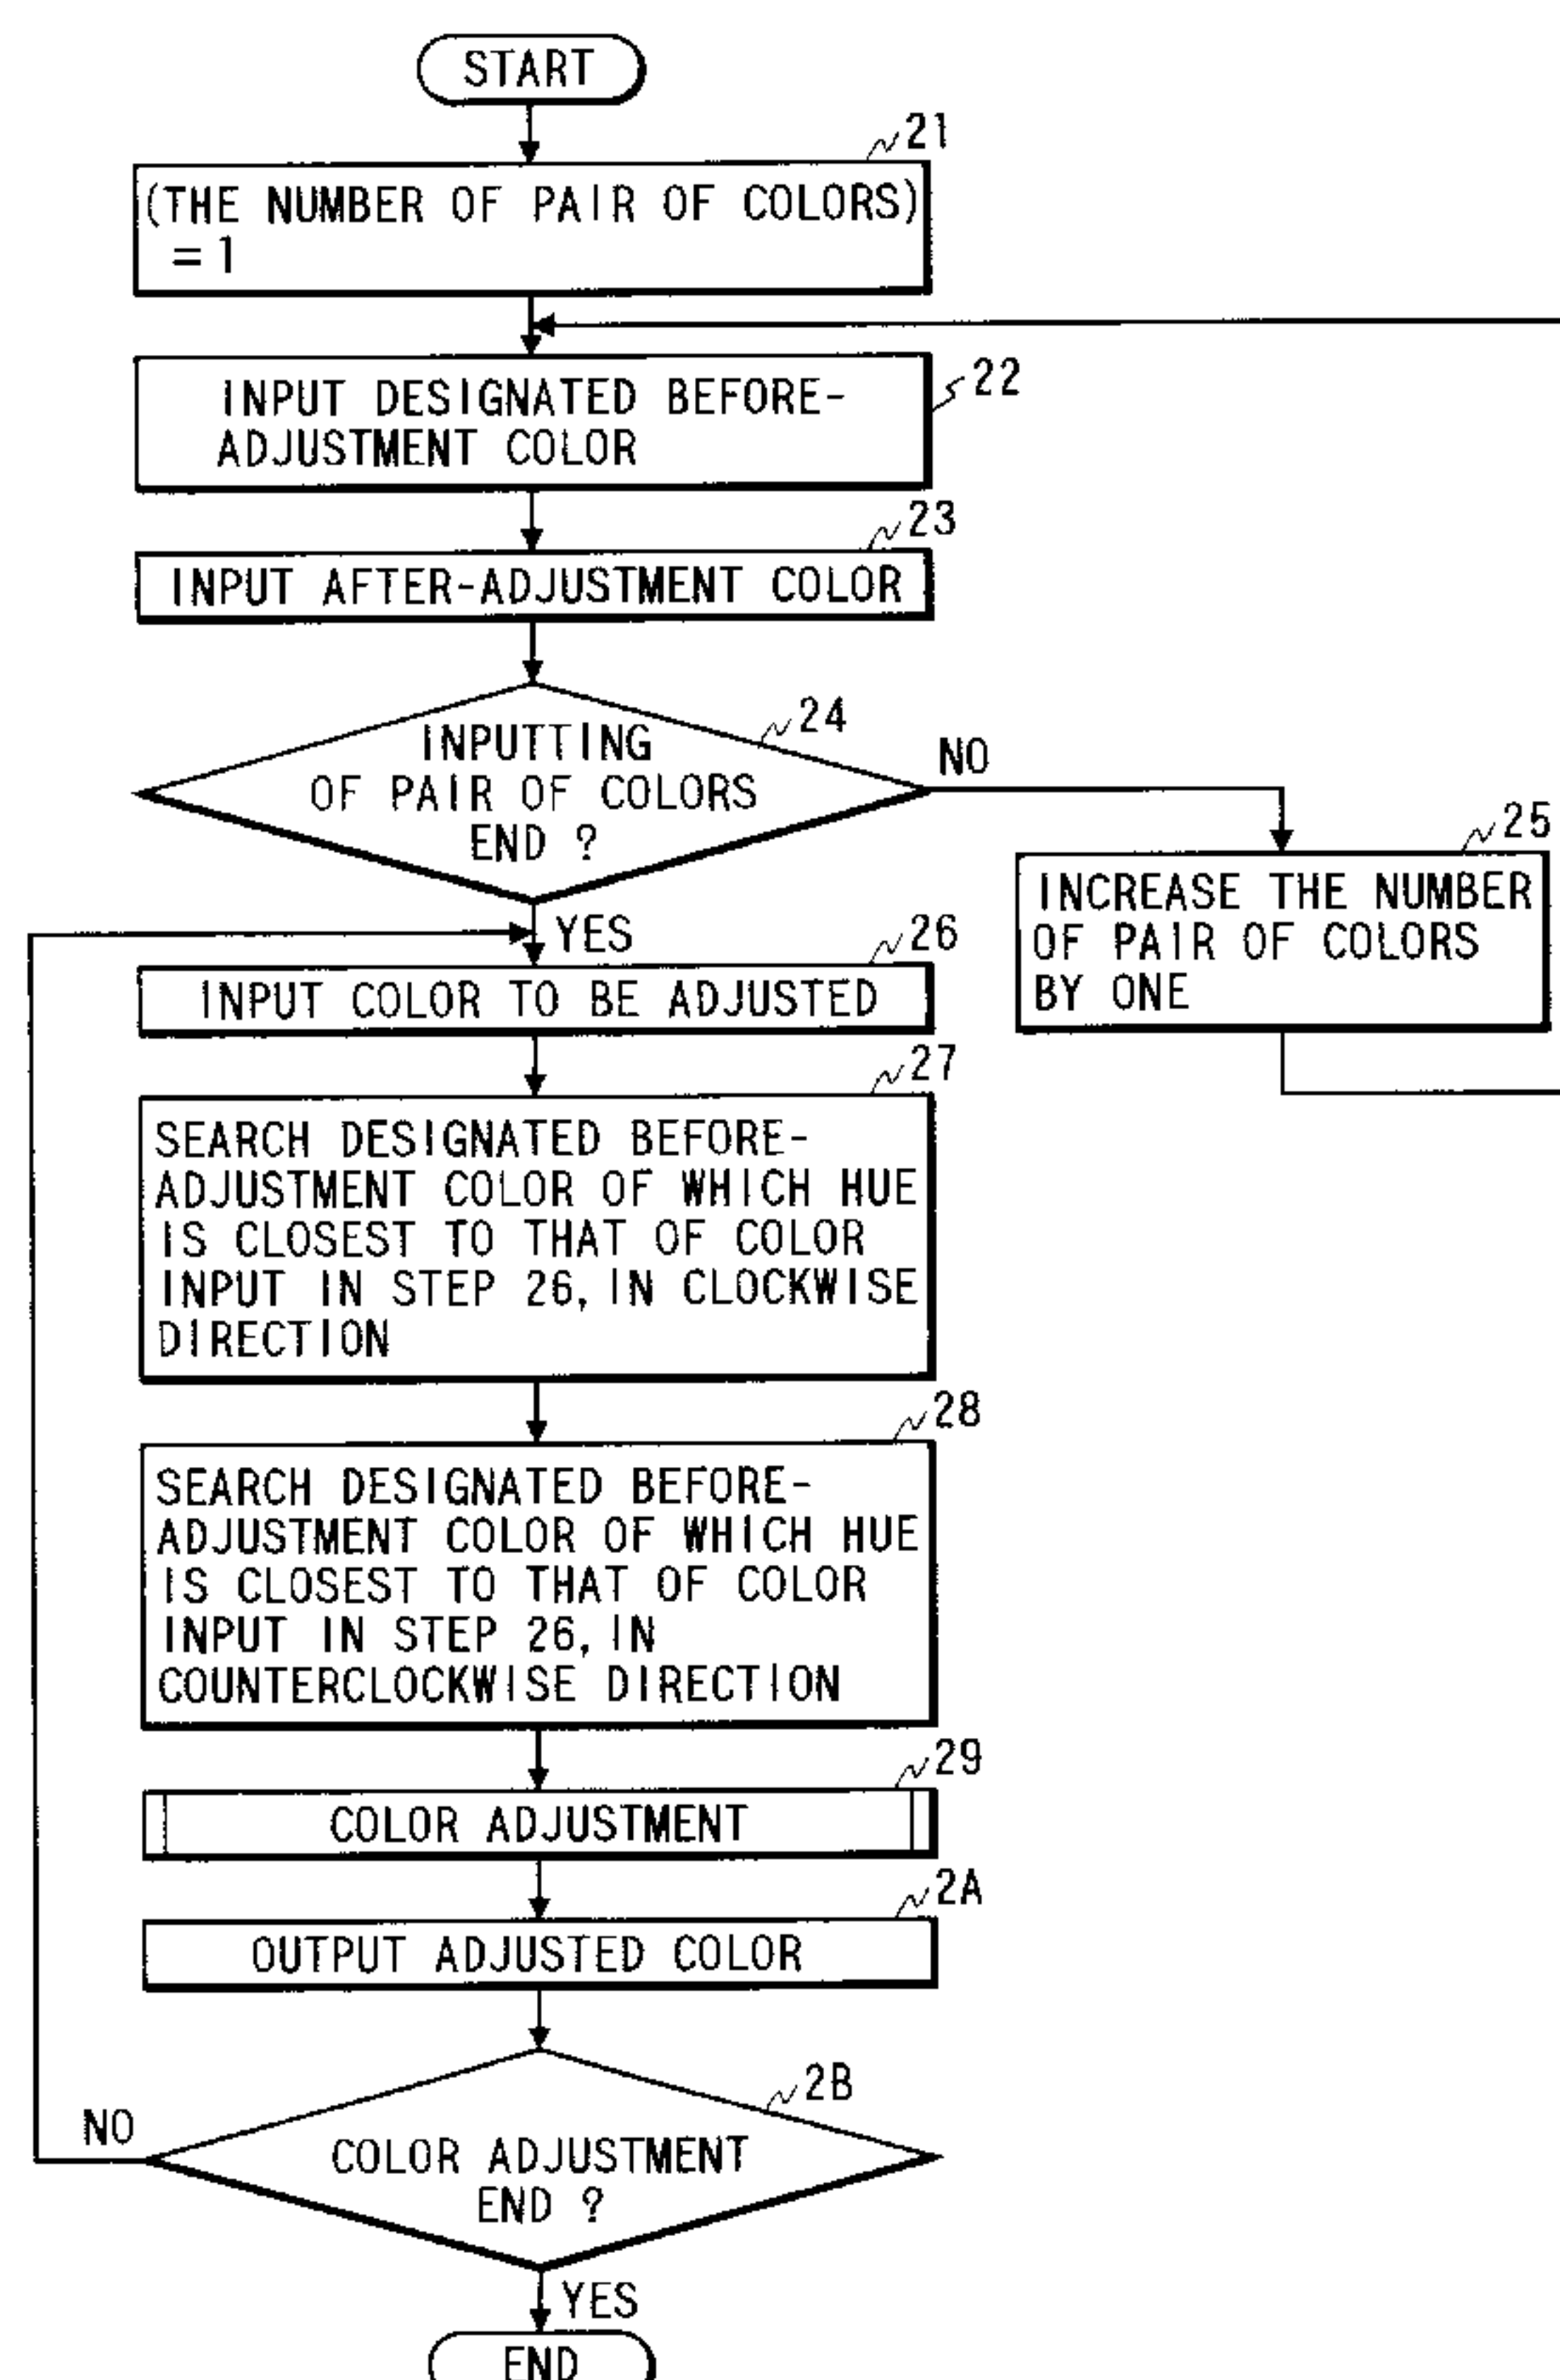 START
21
(THE NUMBER OF PAIR OF COLORS)
=1
22
INPUT DESIGNATED BEFORE-
ADJUSTMENT COLOR
23
INPUT AFTER-ADJUSTMENT COLOR
24
INPUTTING
OF PAIR OF COLORS
END ?
NO
25
INCREASE THE NUMBER
OF PAIR OF COLORS
BY ONE
YES
26
INPUT COLOR TO BE ADJUSTED
27
SEARCH DESIGNATED BEFORE-
ADJUSTMENT COLOR OF WHICH HUE
IS CLOSEST TO THAT OF COLOR
INPUT IN STEP 26, IN CLOCKWISE
DIRECTION
28
SEARCH DESIGNATED BEFORE-
ADJUSTMENT COLOR OF WHICH HUE
IS CLOSEST TO THAT OF COLOR
INPUT IN STEP 26, IN
COUNTERCLOCKWISE DIRECTION
29
COLOR ADJUSTMENT
2A
OUTPUT ADJUSTED COLOR
2B
NO
COLOR ADJUSTMENT
END ?
YES
END